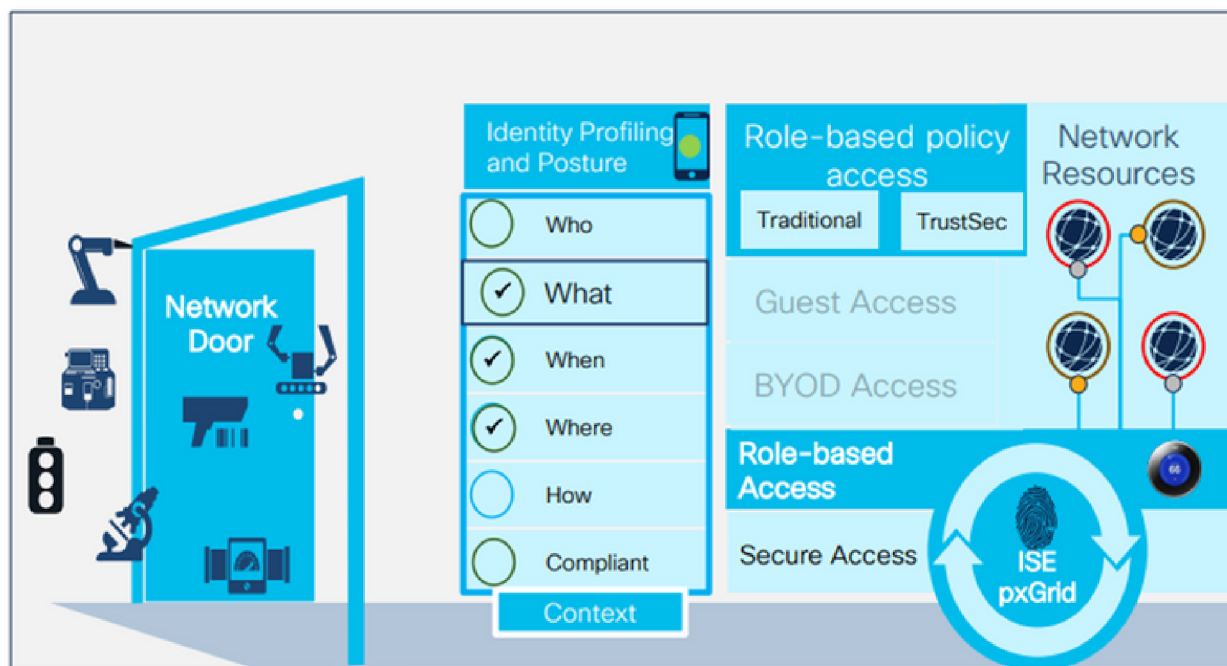 Network
Door
Identity Profiling
and Posture
Who
What
When
Where
How
Compliant
Context
Role-based policy
access
Traditional
TrustSec
Guest Access
BYOD Access
Role-based
Access
Secure Access
Network
Resources
66
ISE
pxGrid